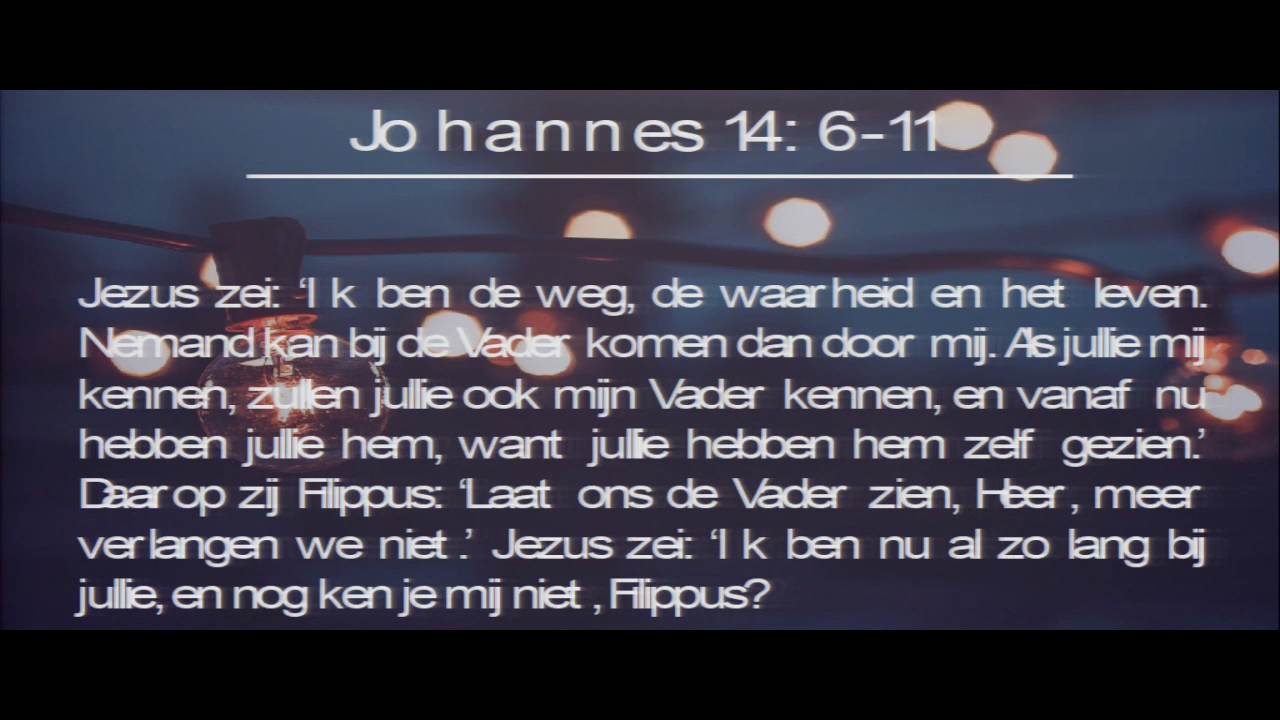 Johannes 14: 6-11
Jezus zei: ‘Ik ben de weg, de waarheid en het leven.
Niemand kan bij de Vader komen dan door mij. Als jullie mij
kennen, zullen jullie ook mijn Vader kennen, en vanaf nu
hebben jullie hem, want jullie hebben hem zelf gezien.’
Daarop zij Filippus: ‘Laat ons de Vader zien, Heer, meer
verlangen we niet.’ Jezus zei: ‘Ik ben nu al zo lang bij
jullie, en nog ken je mij niet, Filippus?